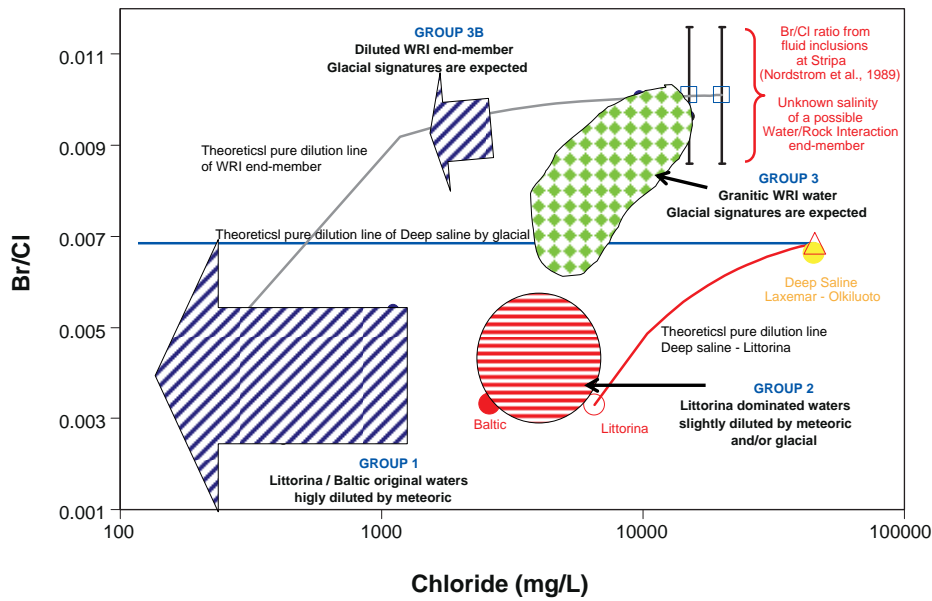 0.011
0.009
0.007
0.005
0.003
0.001
Br/Cl
100
1000
10000
100000
Chloride (mg/L)
GROUP 3B
Diluted WRI end-member
Glacial signatures are expected
Br/Cl ratio from
fluid inclusions
at Stripa
(Nordstrom et al., 1989)
Unknown salinity
of a possible
Water/Rock Interaction
end-member
Theoreticsl pure dilution line
of WRI end-member
GROUP 3
Granitic WRI water
Glacial signatures are expected
Theoreticsl pure dilution line of Deep saline by glacial
Deep Saline
Laxemar - Olkiluoto
Theoreticsl pure dilution line
Deep saline - Littorina
GROUP 2
Littorina dominated waters
slightly diluted by meteoric
and/or glacial
Baltic
Littorina
GROUP 1
Littorina / Baltic original waters
higly diluted by meteoric